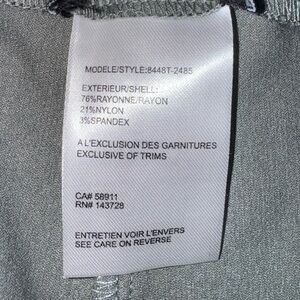 MODELE/STYLE:8448T-2485
EXTERIEUR/SHELL:
76%RAYONNE/RAYON
21%NYLON
3%SPANDEX
A L'EXCLUSION DES GARNITURES
EXCLUSIVE OF TRIMS
CA# 58911
RN# 143728
ENTRETIEN VOIR L'ENVERS
SEE CARE ON REVERSE